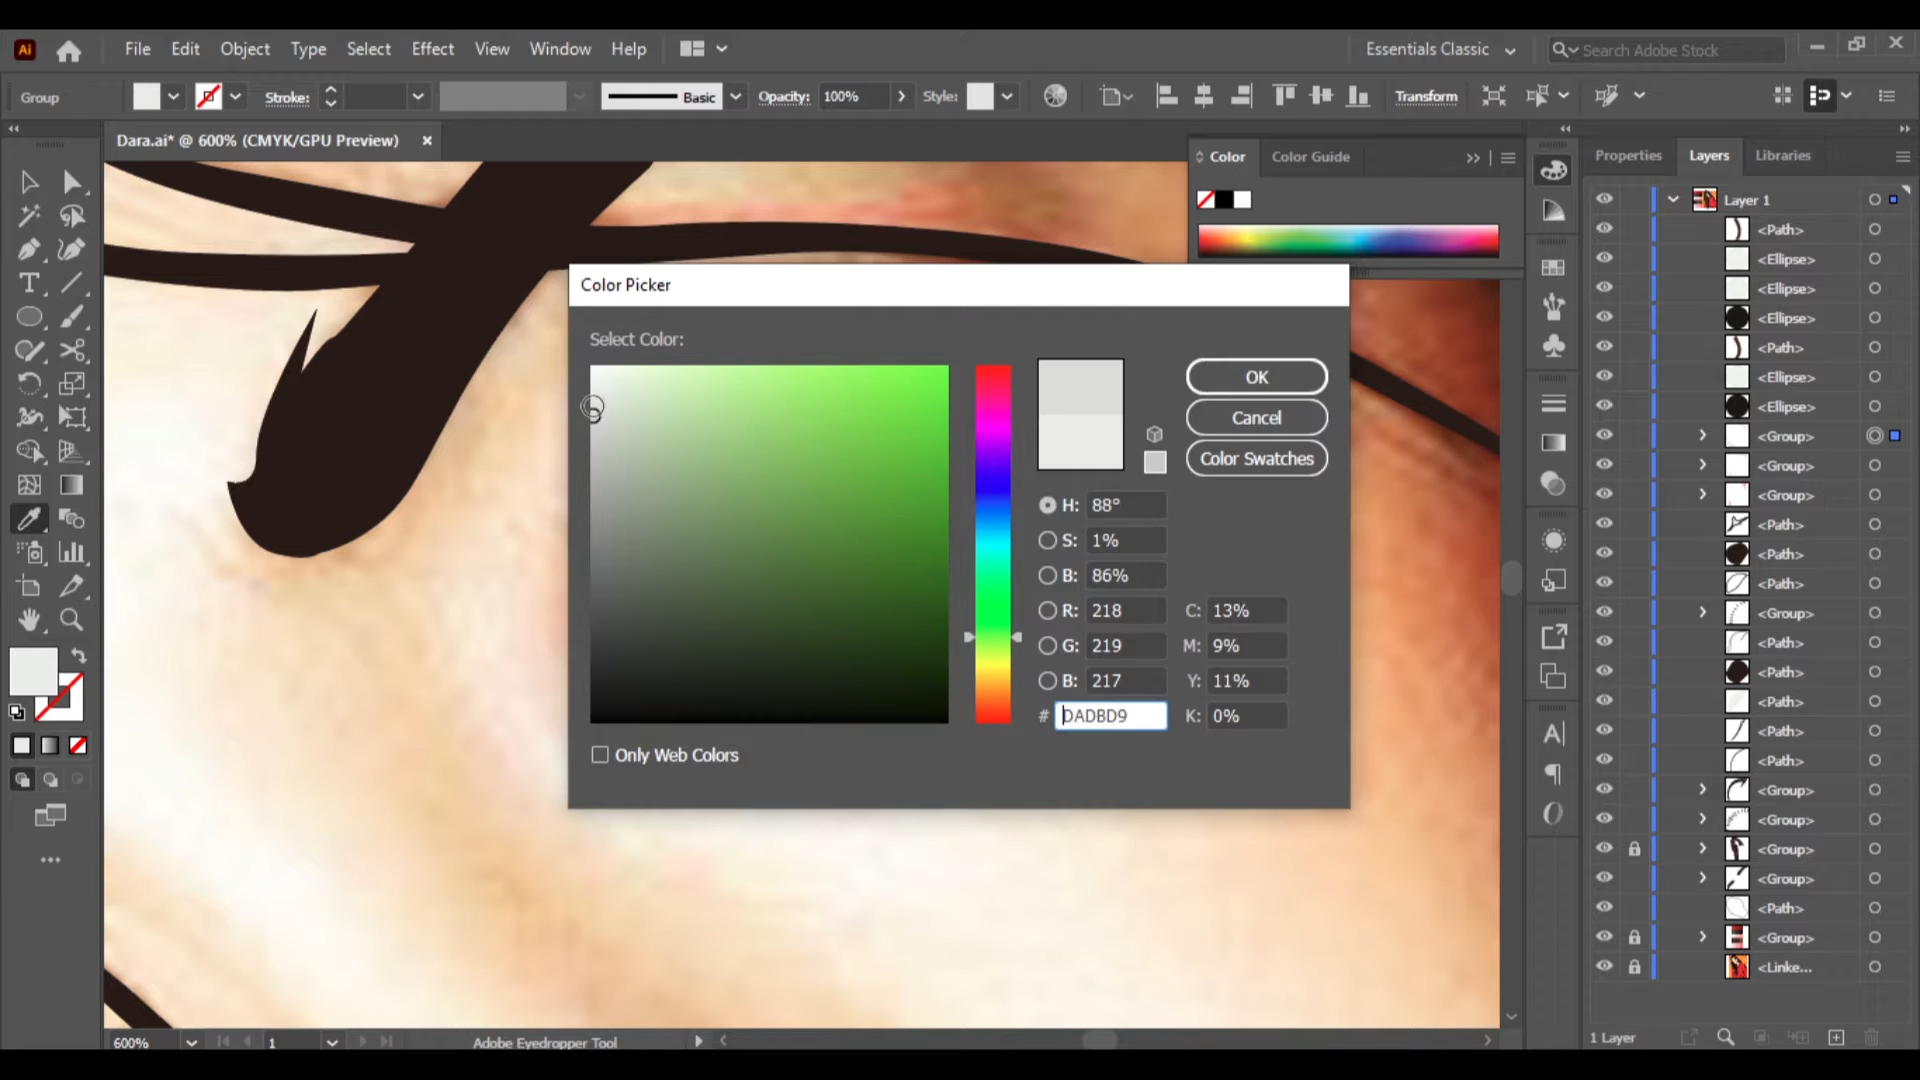 Ai File Edit Object Type Select Effect View Window Help Essentials Classic Search Adobe Stock
Group Stroke: Basic Opacity: 100% Style: Transform
Dara.ai* @ 600% (CMYK/GPU Preview)
Color Color Guide
Properties Layers Libraries
Layer 1
<Path>
<Ellipse>
<Ellipse>
<Ellipse>
<Path>
<Ellipse>
<Ellipse>
<Group>
<Group>
<Group>
<Path>
<Path>
<Path>
<Group>
<Path>
<Path>
<Path>
<Path>
<Path>
<Group>
<Group>
<Group>
<Group>
<Path>
<Group>
<Linke...
1 Layer
Color Picker
Select Color:
OK
Cancel
Color Swatches
H: 88°
S: 1%
B: 86%
R: 218 C: 13%
G: 219 M: 9%
B: 217 Y: 11%
# DADBD9 K: 0%
Only Web Colors
600% 1 Adobe Eyedropper Tool